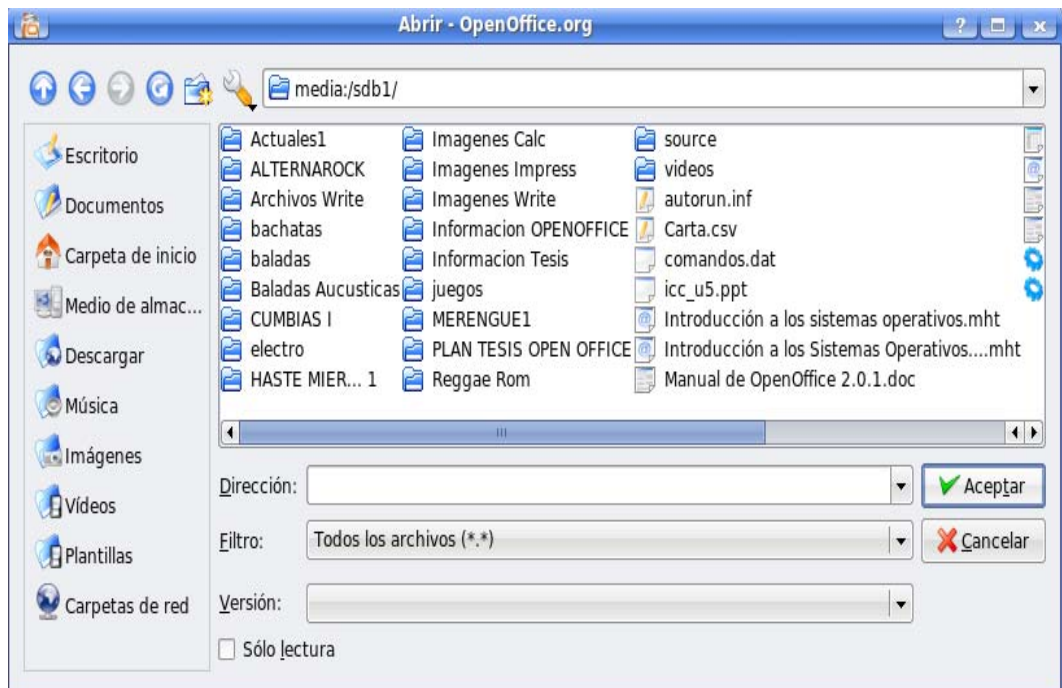 Abrir - OpenOffice.org
media:/sdb1/
Escritorio
Documentos
Carpeta de inicio
Medio de almac...
Descargar
Música
Imágenes
Vídeos
Plantillas
Carpetas de red
Actuales1
ALTERNAROCK
Archivos Write
bachatas
baladas
Baladas Aucusticas
CUMBIAS I
electro
HASTE MIER... 1
Imagenes Calc
Imagenes Impress
Imagenes Write
Informacion OPENOFFICE
Informacion Tesis
juegos
MERENGUE1
PLAN TESIS OPEN OFFICE
Reggae Rom
source
videos
autorun.inf
Carta.csv
comandos.dat
icc_u5.ppt
Introducción a los sistemas operativos.mht
Introducción a los Sistemas Operativos....mht
Manual de OpenOffice 2.0.1.doc
Dirección:
Aceptar
Filtro:
Todos los archivos (*.*)
Cancelar
Versión:
Sólo lectura